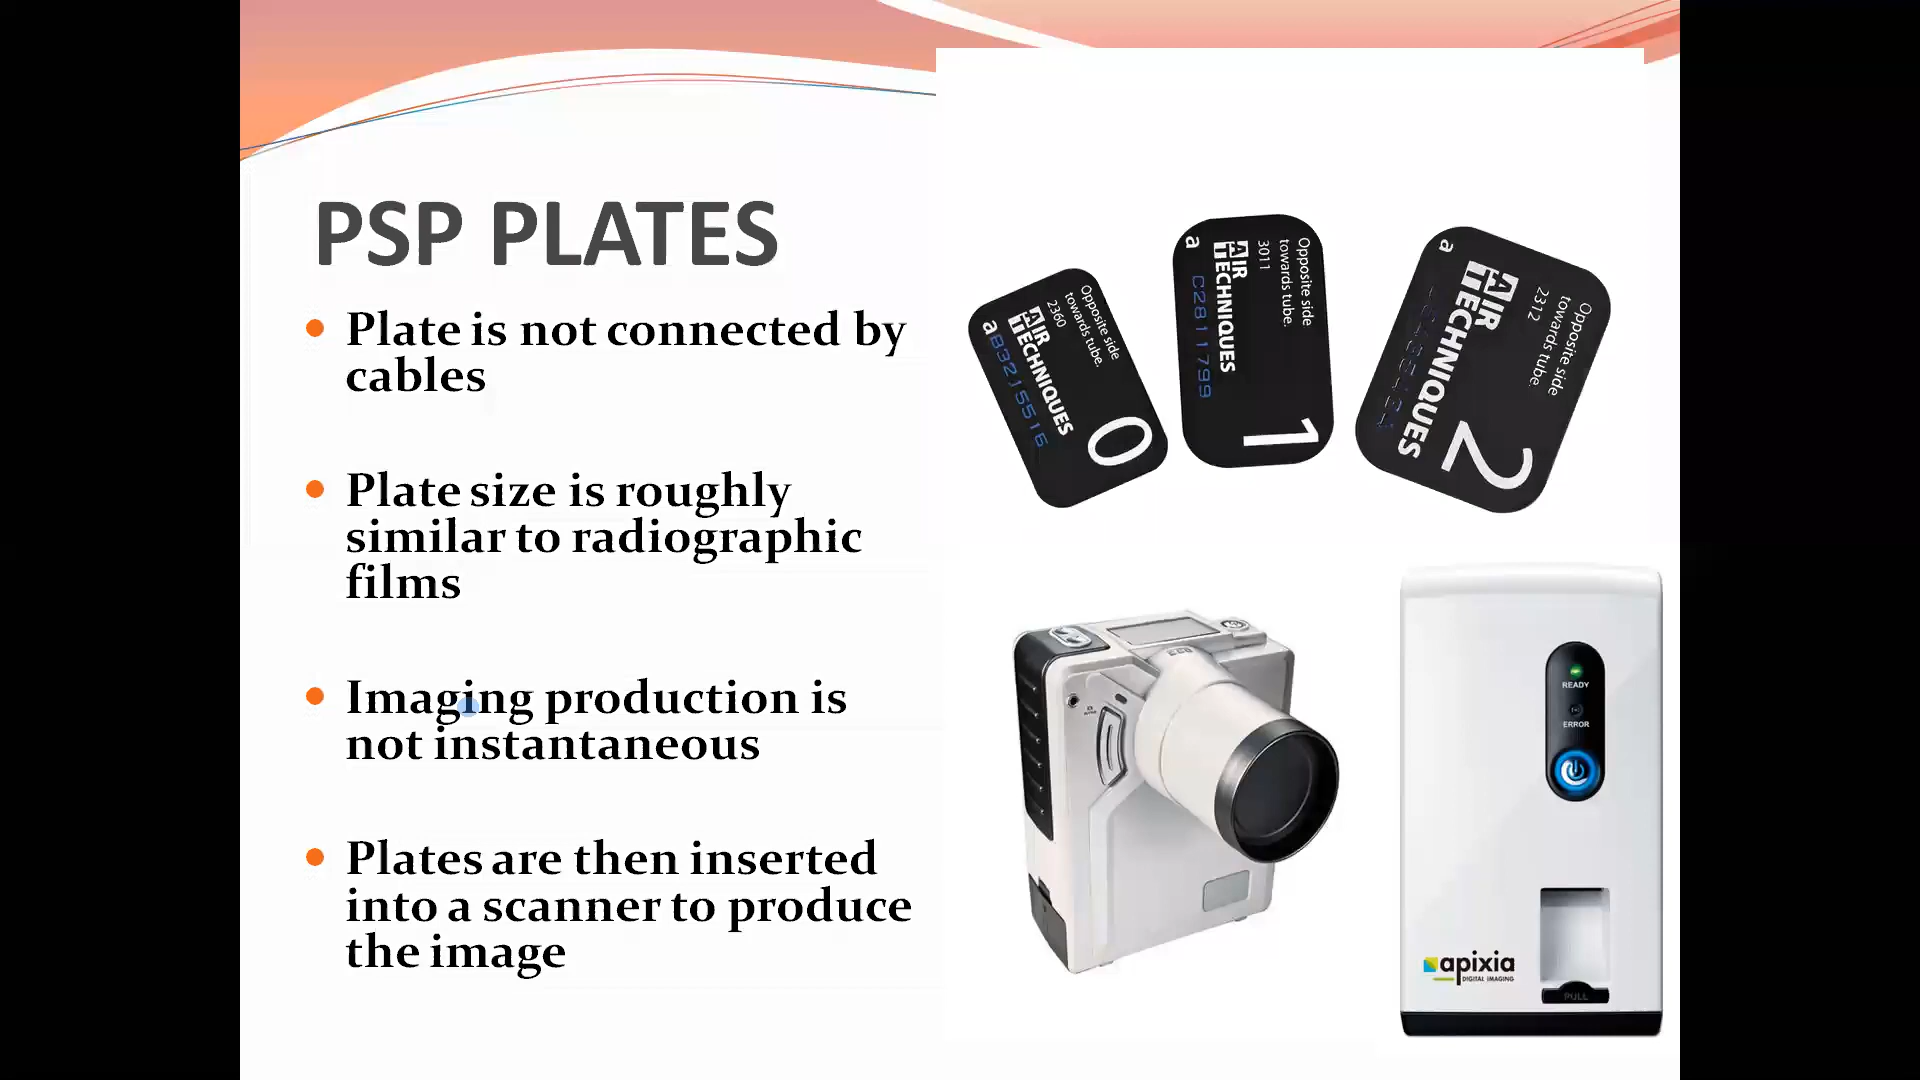 PSP PLATES
Plate is not connected by
cables
Plate size is roughly
similar to radiographic
films
Imaging production is
not instantaneous
Plates are then inserted
into a scanner to produce
the image
Opposite side
towards tube.
2360
AIR
TECHNIQUES
a
0
Opposite side
towards tube.
3011
AIR
TECHNIQUES
C2811799
a
1
Opposite side
towards tube.
2312
AIR
TECHNIQUES
a
2
READY
ERROR
apixia
DIGITAL IMAGING
PULL